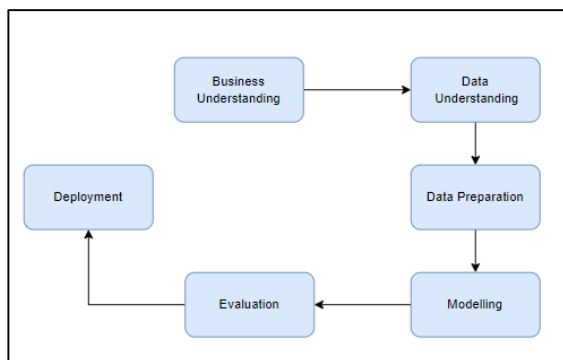 Business
Understanding
Data
Understanding
Data Preparation
Modelling
Evaluation
Deployment